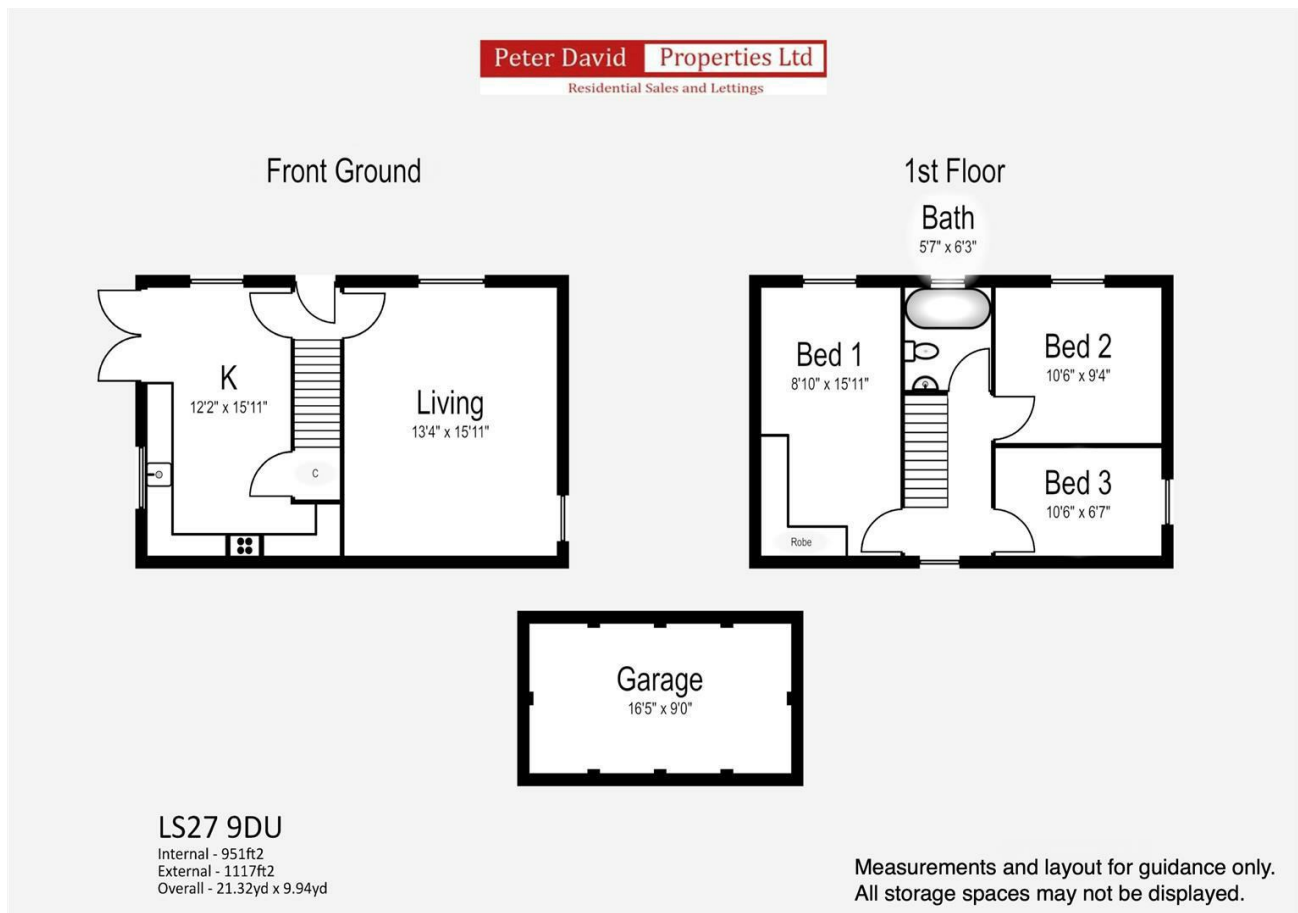 Peter David Properties Ltd
Residential Sales and Lettings
Front Ground
1st Floor
Bath
5'7" x 6'3"
K
12'2" x 15'11"
Living
13'4" x 15'11"
C
Bed 1
8'10" x 15'11"
Bed 2
10'6" x 9'4"
Bed 3
10'6" x 6'7"
Robe
Garage
16'5" x 9'0"
LS27 9DU
Internal - 951ft2
External - 1117ft2
Overall - 21.32yd x 9.94yd
Measurements and layout for guidance only.
All storage spaces may not be displayed.